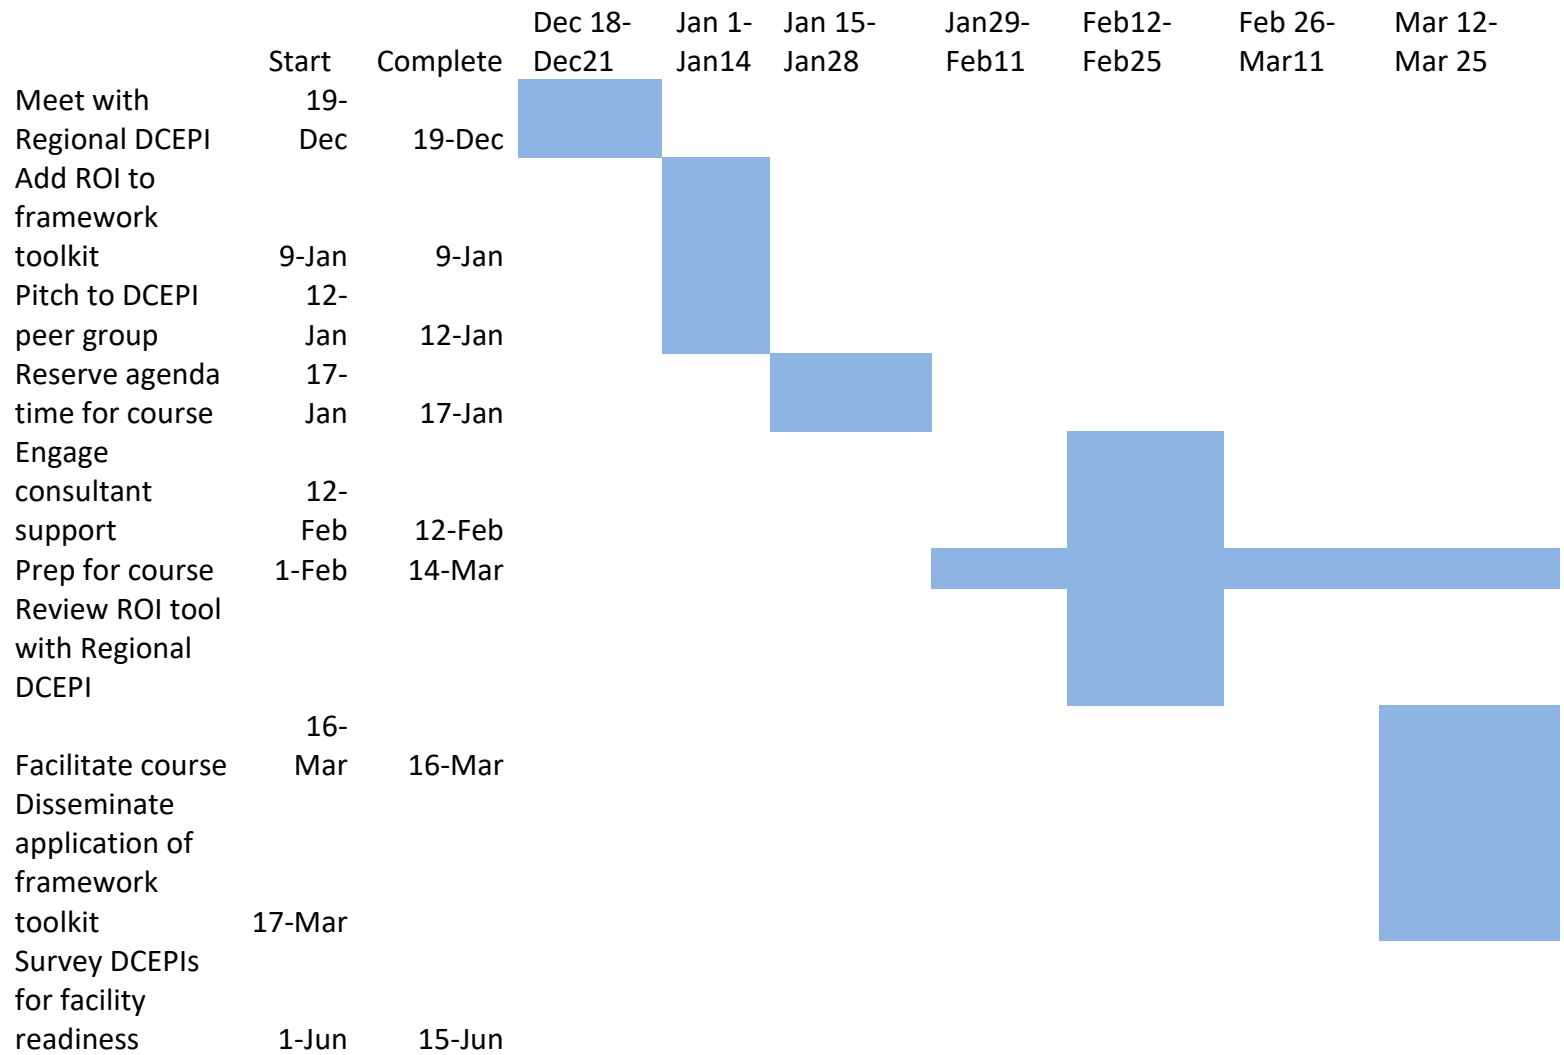 Dec 18- Jan 1- Jan 15- Jan29- Feb12- Feb 26- Mar 12-
Start Complete Dec21 Jan14 Jan28 Feb11 Feb25 Mar11 Mar 25
Meet with 19-
Regional DCEPI Dec 19-Dec
Add ROI to
framework
toolkit 9-Jan 9-Jan
Pitch to DCEPI 12-
peer group Jan 12-Jan
Reserve agenda 17-
time for course Jan 17-Jan
Engage
consultant 12-
support Feb 12-Feb
Prep for course 1-Feb 14-Mar
Review ROI tool
with Regional
DCEPI
16-
Facilitate course Mar 16-Mar
Disseminate
application of
framework
toolkit 17-Mar
Survey DCEPIs
for facility
readiness 1-Jun 15-Jun